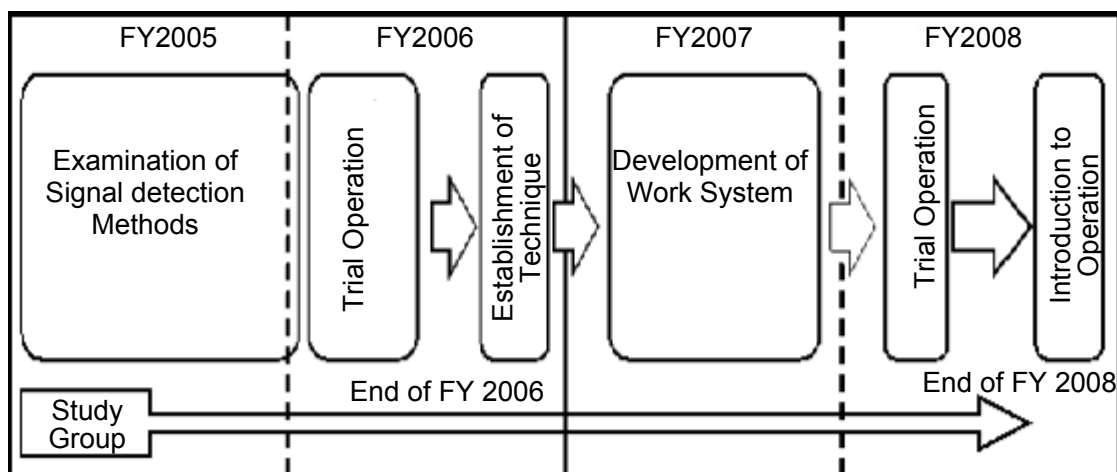 FY2005
FY2006
FY2007
FY2008
Examination of
Signal detection
Methods
Trial Operation
Establishment of
Technique
Development of
Work System
Trial Operation
Introduction to
Operation
End of FY 2006
End of FY 2008
Study
Group